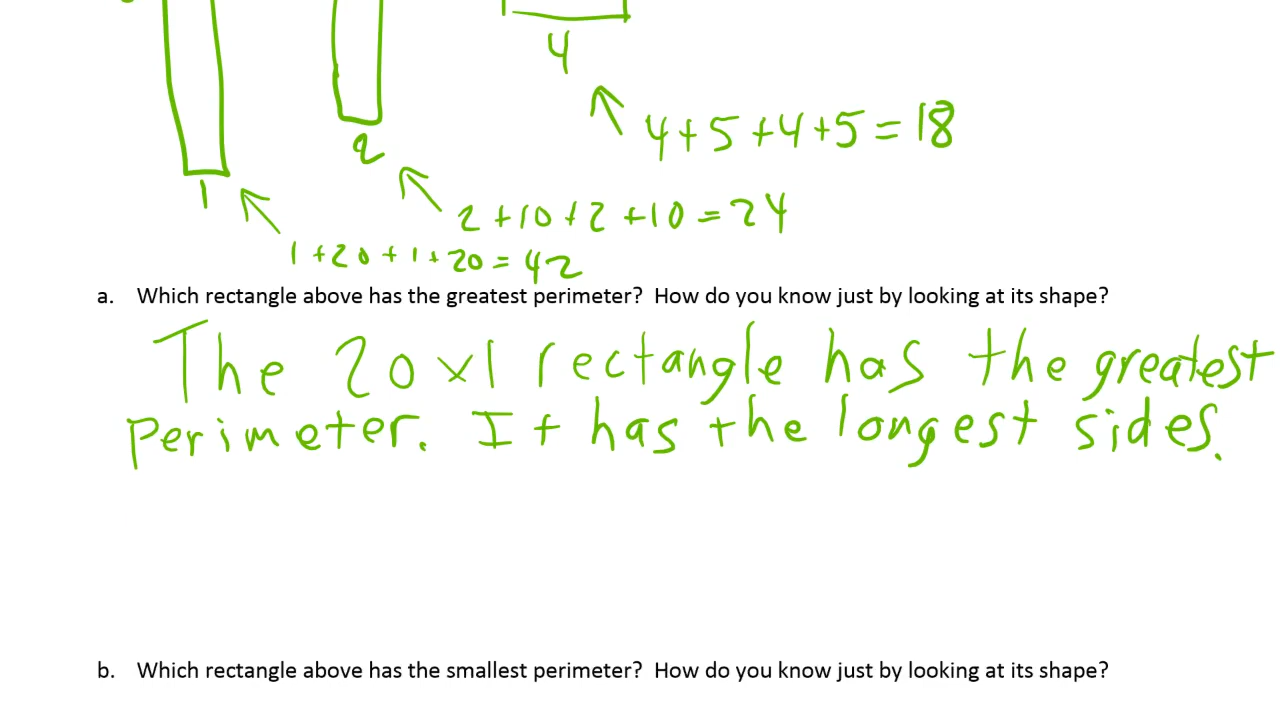 4
4+5+4+5=18
2
1
2+10+2+10=24
1+20+1+20=42
a. Which rectangle above has the greatest perimeter? How do you know just by looking at its shape?
The 20x1 rectangle has the greatest
perimeter. It has the longest sides.
b. Which rectangle above has the smallest perimeter? How do you know just by looking at its shape?